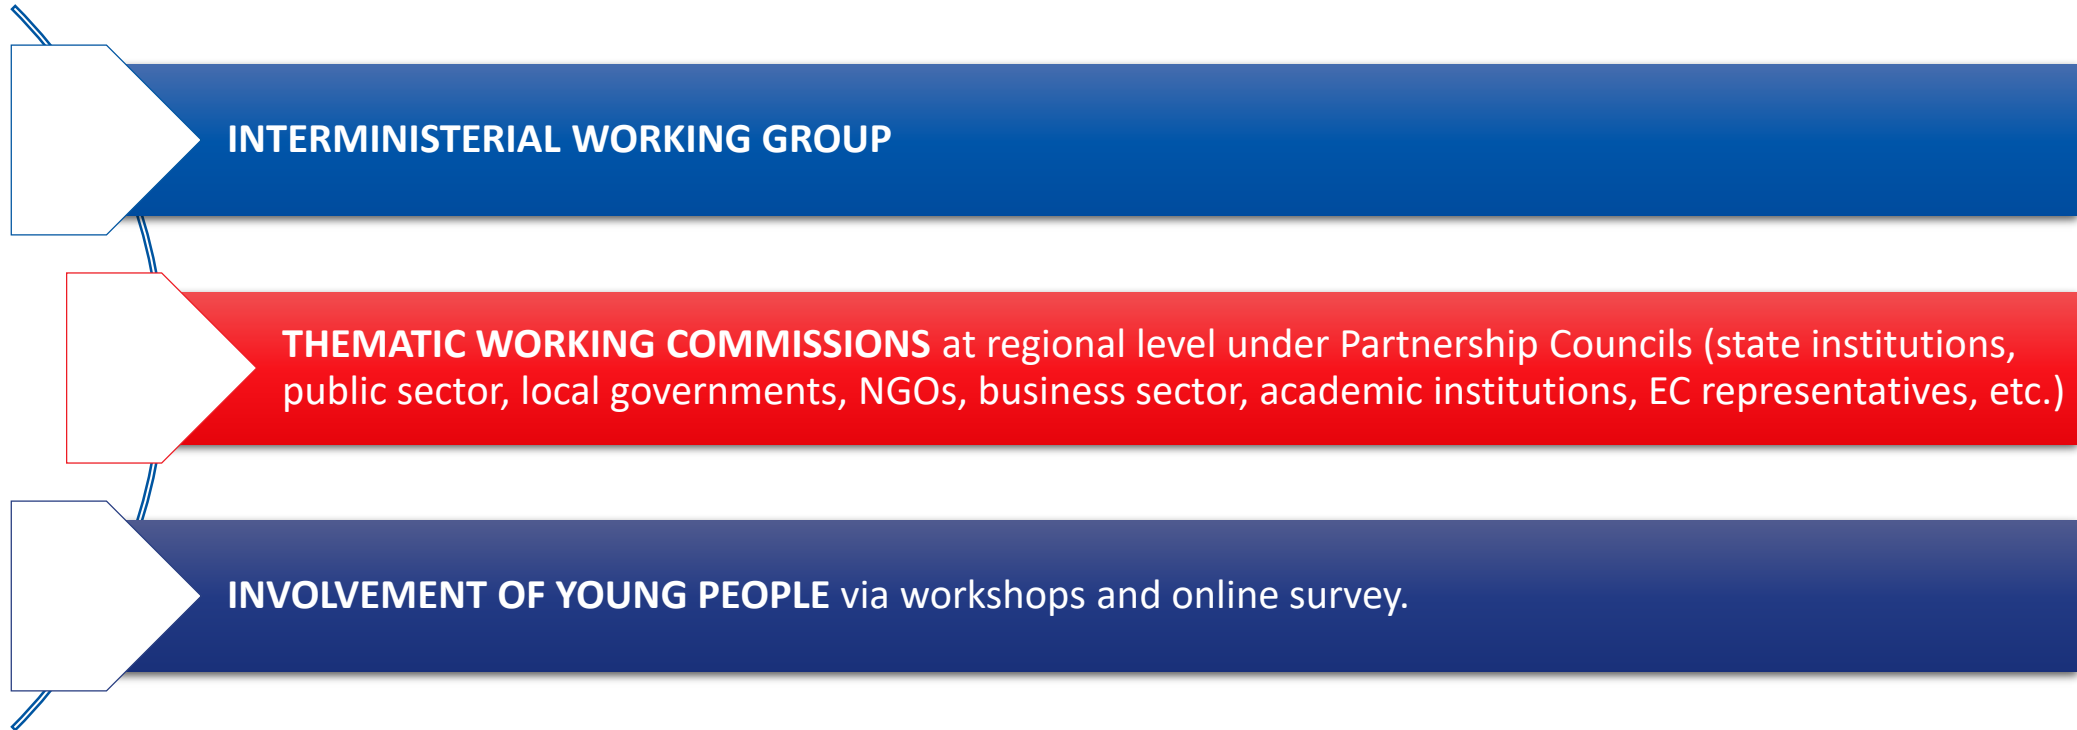 INTERMINISTERIAL WORKING GROUP
THEMATIC WORKING COMMISSIONS at regional level under Partnership Councils (state institutions,
public sector, local governments, NGOs, business sector, academic institutions, EC representatives, etc.)
INVOLVEMENT OF YOUNG PEOPLE via workshops and online survey.